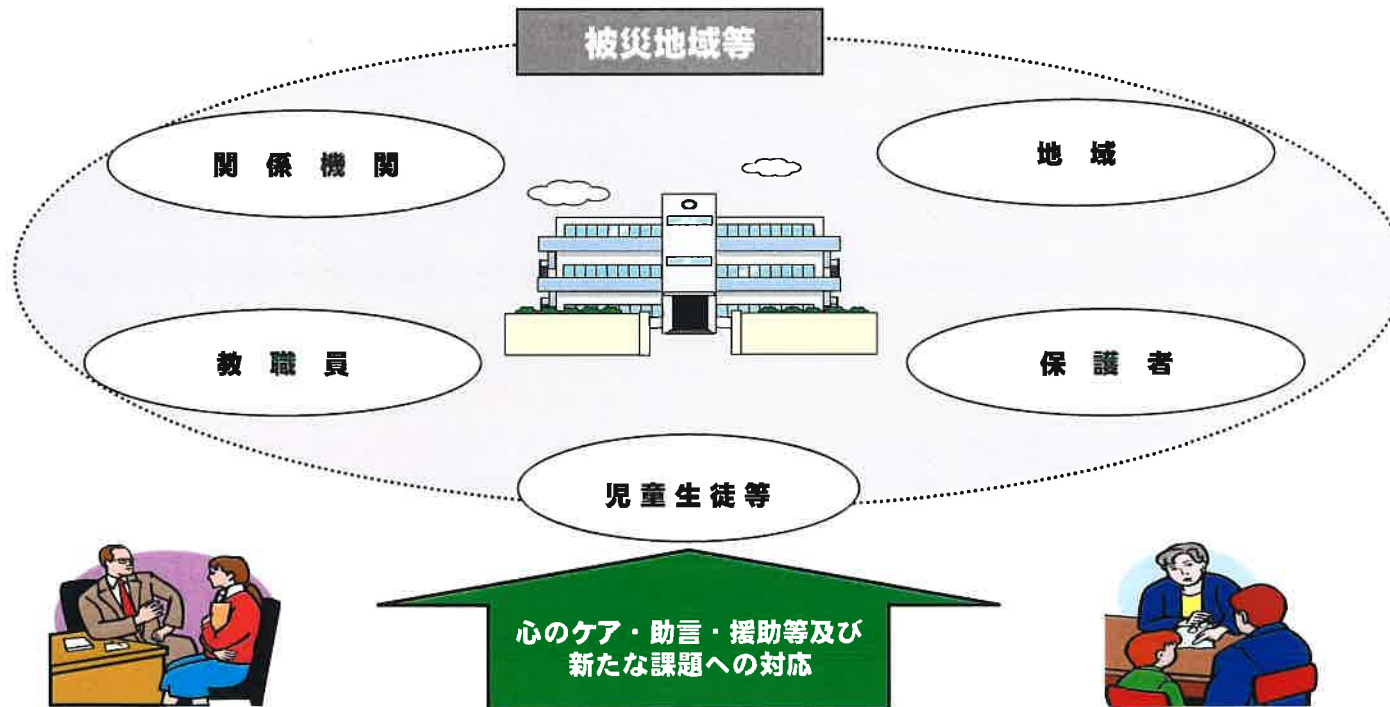 被災地域等
関係機関
地域
教職員
保護者
児童生徒等
心のケア・助言・援助等及び
新たな課題への対応